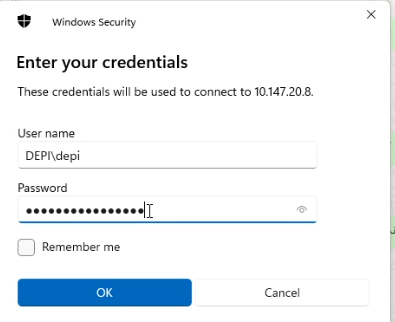 Windows Security
Enter your credentials
These credentials will be used to connect to 10.147.20.8.
User name
DEPI\depi
Password
●●●●●●●●●●●●●●●●
Remember me
OK
Cancel